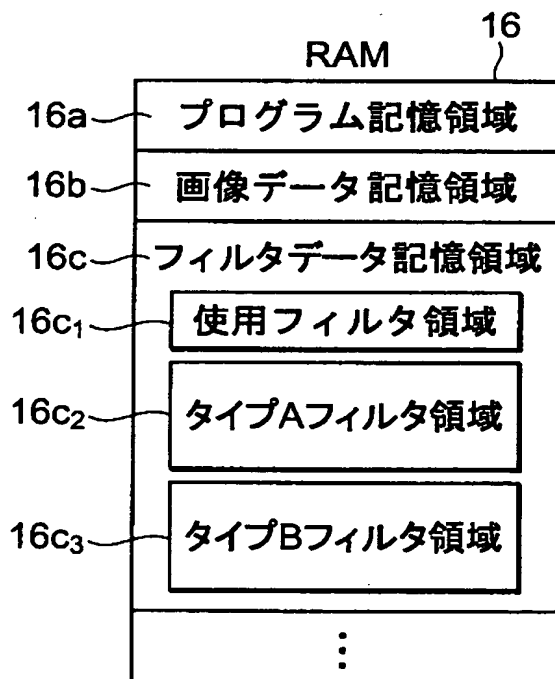 16
RAM
16a プログラム記憶領域
16b 画像データ記憶領域
16c フィルタデータ記憶領域
16c₁ 使用フィルタ領域
16c₂ タイプAフィルタ領域
16c₃ タイプBフィルタ領域
⋮